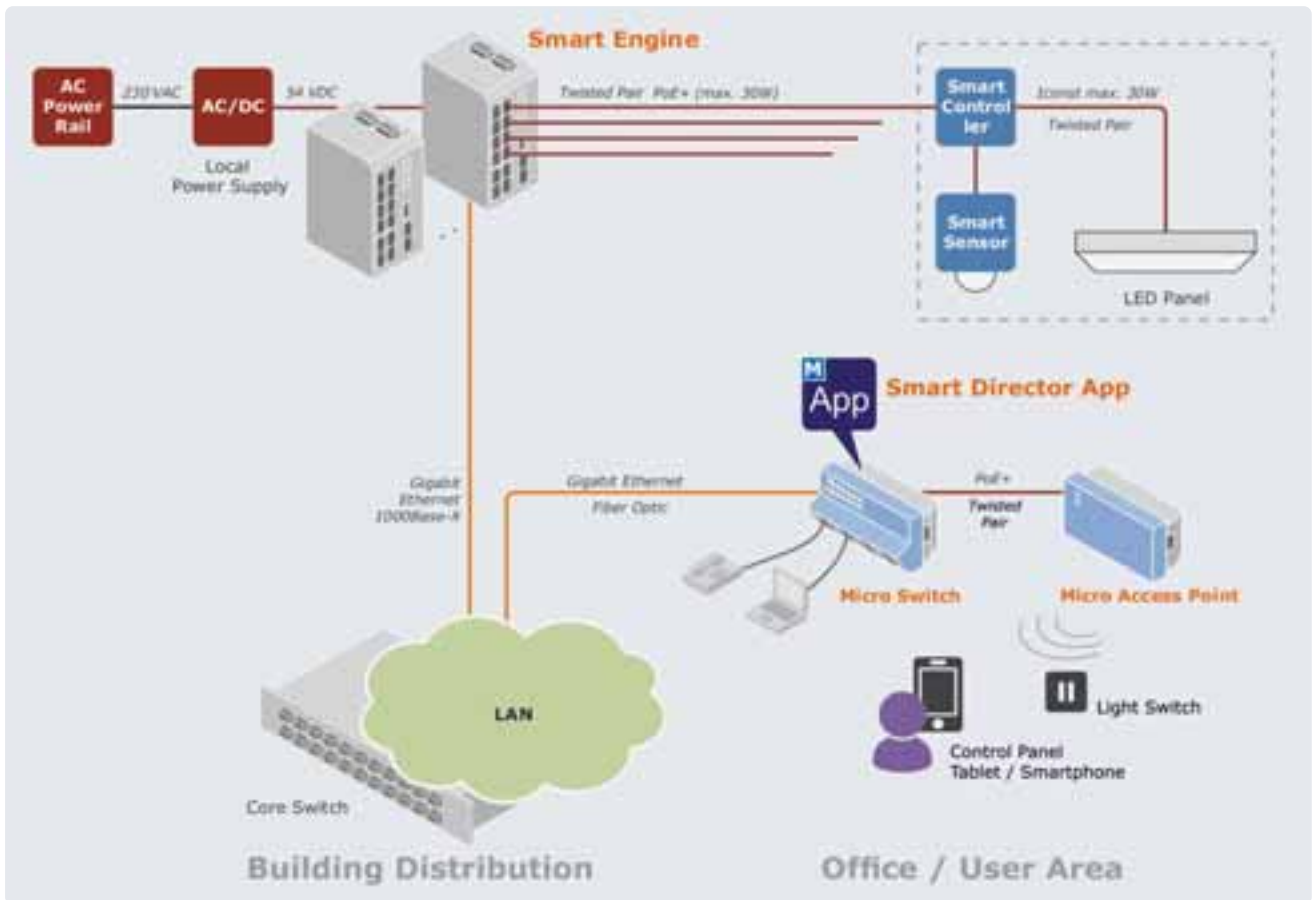 Smart Engine
AC
Power
Rail
230 VAC
AC/DC
54 VDC
Local
Power Supply
Twisted Pair PoE+ (max. 30W)
Smart
Control
ler
Iconst max. 30W
Twisted Pair
Smart
Sensor
LED Panel
M
App
Smart Director App
Gigabit
Ethernet
1000Base-X
Gigabit Ethernet
Fiber Optic
PoE+
Twisted
Pair
Micro Switch
Micro Access Point
LAN
Light Switch
Control Panel
Tablet / Smartphone
Core Switch
Building Distribution
Office / User Area